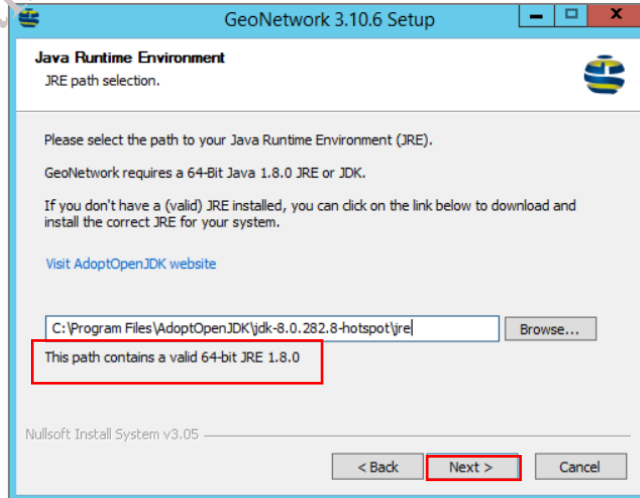 GeoNetwork 3.10.6 Setup
Java Runtime Environment
JRE path selection.
Please select the path to your Java Runtime Environment (JRE).
GeoNetwork requires a 64-Bit Java 1.8.0 JRE or JDK.
If you don't have a (valid) JRE installed, you can click on the link below to download and
install the correct JRE for your system.
Visit AdoptOpenJDK website
C:\Program Files\AdoptOpenJDK\jdk-8.0.282.8-hotspot\jre
Browse...
This path contains a valid 64-bit JRE 1.8.0
Nullsoft Install System v3.05
< Back
Next >
Cancel